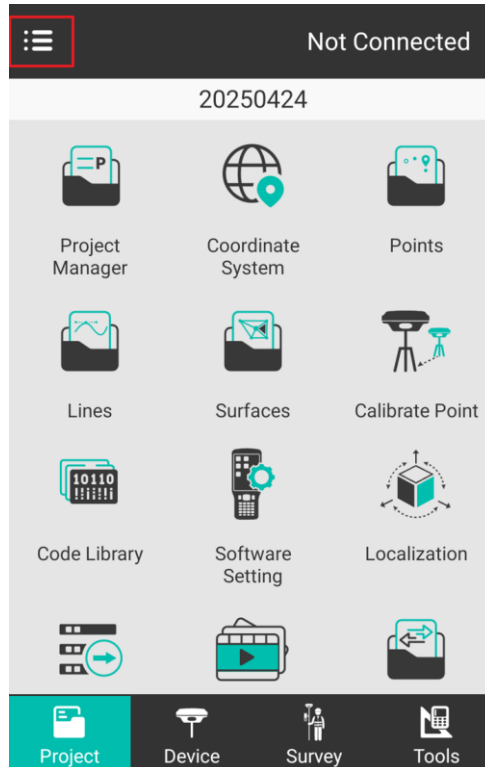 Not Connected
20250424
P
Project
Manager
Coordinate
System
Points
Lines
Surfaces
Calibrate Point
10110
Code Library
Software
Setting
Localization
Project
Device
Survey
Tools